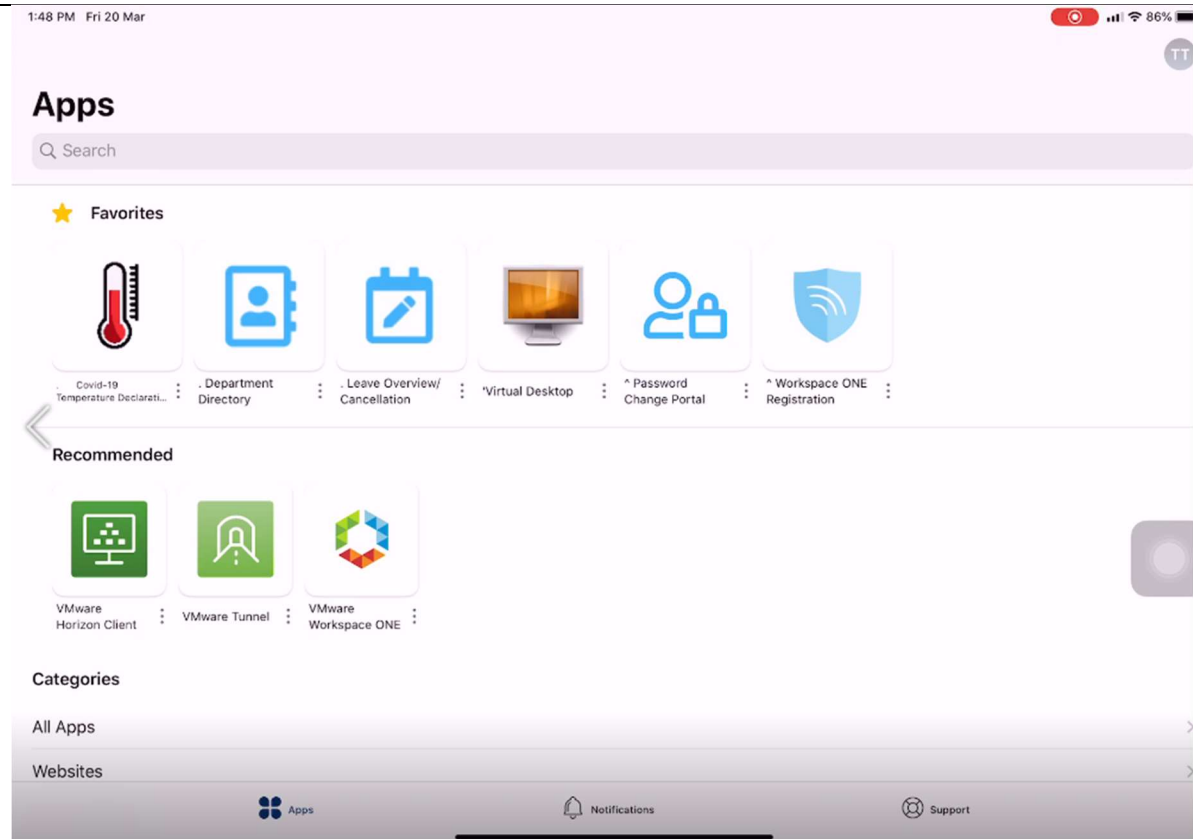 1:48 PM Fri 20 Mar
86%
TT
Apps
Search
Favorites
. Covid-19
Temperature Declarati...
. Department
Directory
. Leave Overview/
Cancellation
*Virtual Desktop
^ Password
Change Portal
^ Workspace ONE
Registration
Recommended
VMware
Horizon Client
VMware Tunnel
VMware
Workspace ONE
Categories
All Apps
Websites
Apps
Notifications
Support